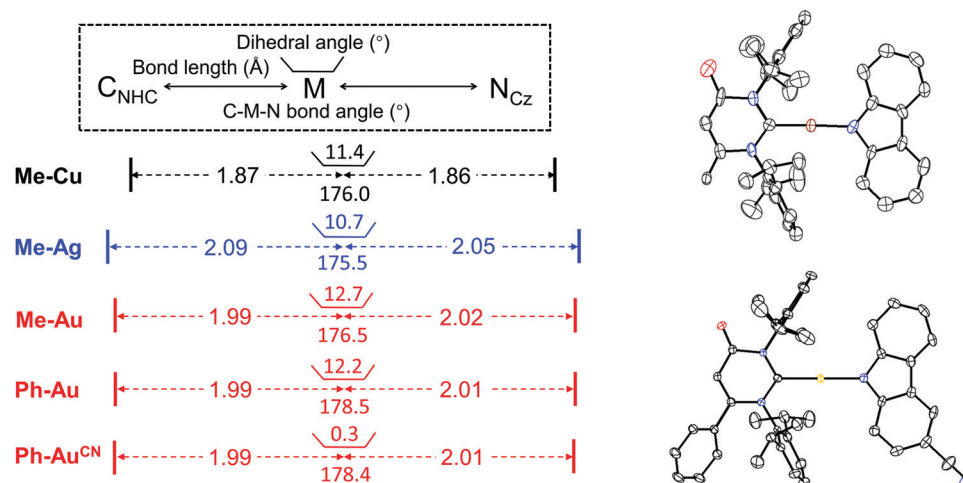 Dihedral angle (°)
Bond length (Å)
C_NHC M N_Cz
C-M-N bond angle (°)
11.4
Me-Cu 1.87 1.86
176.0
10.7
Me-Ag 2.09 2.05
175.5
12.7
Me-Au 1.99 2.02
176.5
12.2
Ph-Au 1.99 2.01
178.5
0.3
Ph-Au^CN 1.99 2.01
178.4